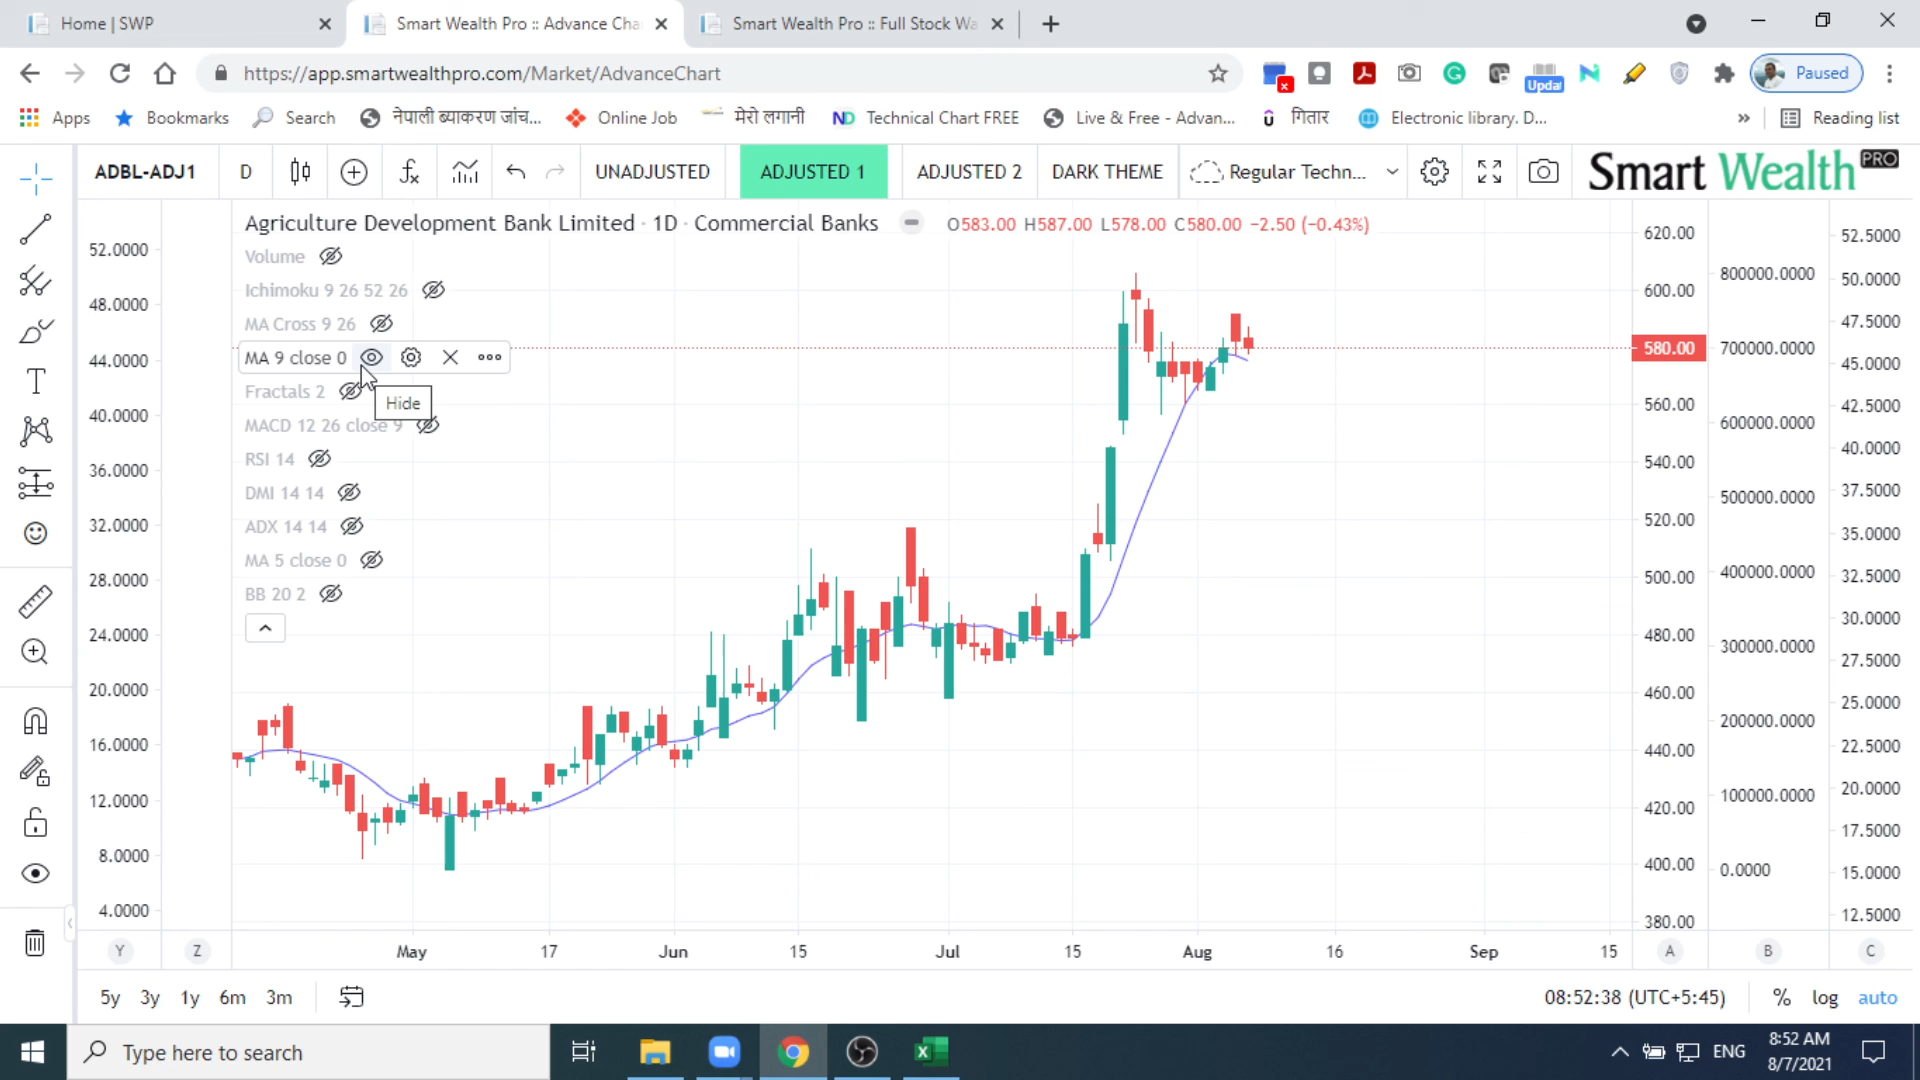 Home | SWP
Smart Wealth Pro :: Advance Cha
Smart Wealth Pro :: Full Stock Wa
https://app.smartwealthpro.com/Market/AdvanceChart
Updat
Paused
Apps
Bookmarks
Search
नेपाली ब्याकरण जांच...
Online Job
मेरो लगानी
ND
Technical Chart FREE
Live & Free - Advan...
गितार
Electronic library. D...
»
Reading list
ADBL-ADJ1
D
UNADJUSTED
ADJUSTED 1
ADJUSTED 2
DARK THEME
Regular Techn...
Smart Wealth PRO
Agriculture Development Bank Limited · 1D · Commercial Banks
O583.00 H587.00 L578.00 C580.00 −2.50 (−0.43%)
Volume
Ichimoku 9 26 52 26
MA Cross 9 26
MA 9 close 0
Hide
Fractals 2
MACD 12 26 close 9
RSI 14
DMI 14 14
ADX 14 14
MA 5 close 0
BB 20 2
52.0000
48.0000
44.0000
40.0000
36.0000
32.0000
28.0000
24.0000
20.0000
16.0000
12.0000
8.0000
4.0000
620.00
600.00
580.00
560.00
540.00
520.00
500.00
480.00
460.00
440.00
420.00
400.00
380.00
800000.0000
700000.0000
600000.0000
500000.0000
400000.0000
300000.0000
200000.0000
100000.0000
0.0000
52.5000
50.0000
47.5000
45.0000
42.5000
40.0000
37.5000
35.0000
32.5000
30.0000
27.5000
25.0000
22.5000
20.0000
17.5000
15.0000
12.5000
Y
Z
May
17
Jun
15
Jul
15
Aug
16
Sep
15
A
B
C
5y
3y
1y
6m
3m
08:52:38 (UTC+5:45)
%
log
auto
Type here to search
ENG
8:52 AM
8/7/2021